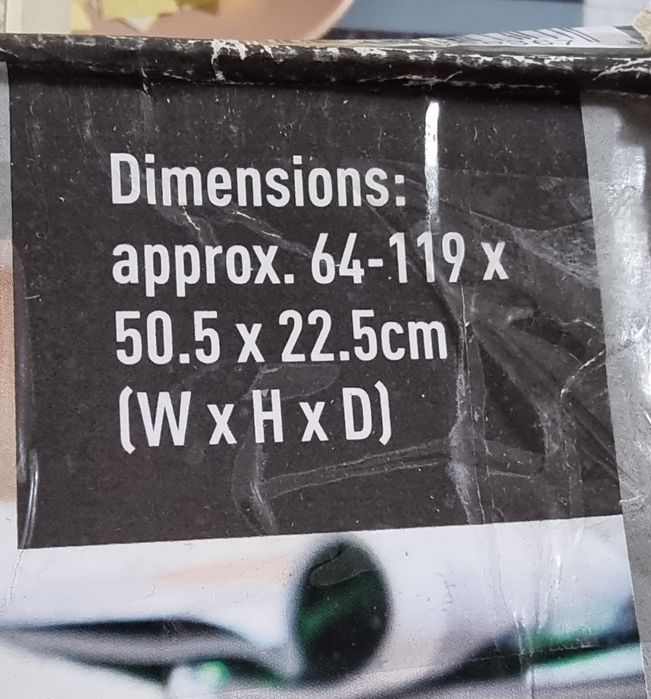 Dimensions:
approx. 64-119 x
50.5 x 22.5cm
(W x H x D)